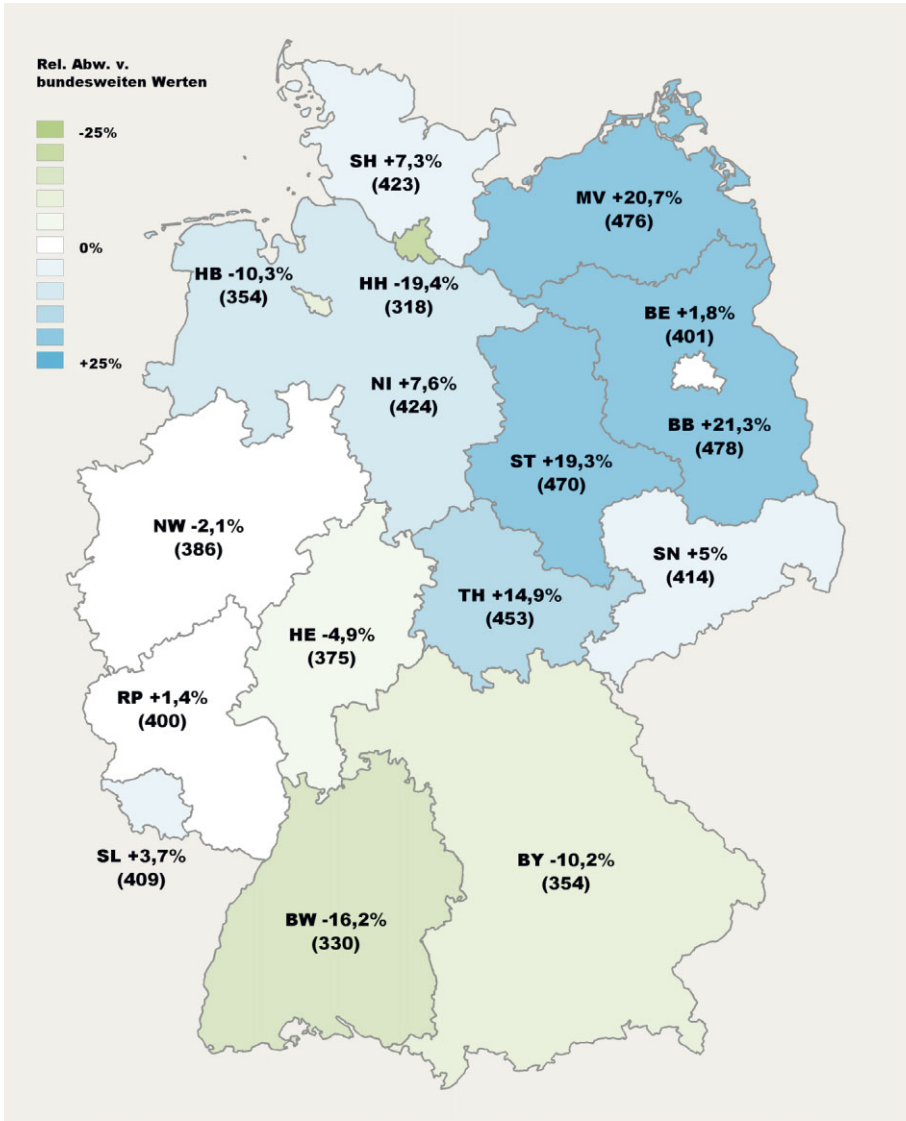 Rel. Abw. v.
bundesweiten Werten
-25%
0%
+25%
SH +7,3%
(423)
MV +20,7%
(476)
HB -10,3%
(354)
HH -19,4%
(318)
BE +1,8%
(401)
NI +7,6%
(424)
BB +21,3%
(478)
ST +19,3%
(470)
NW -2,1%
(386)
SN +5%
(414)
TH +14,9%
(453)
HE -4,9%
(375)
RP +1,4%
(400)
SL +3,7%
(409)
BY -10,2%
(354)
BW -16,2%
(330)